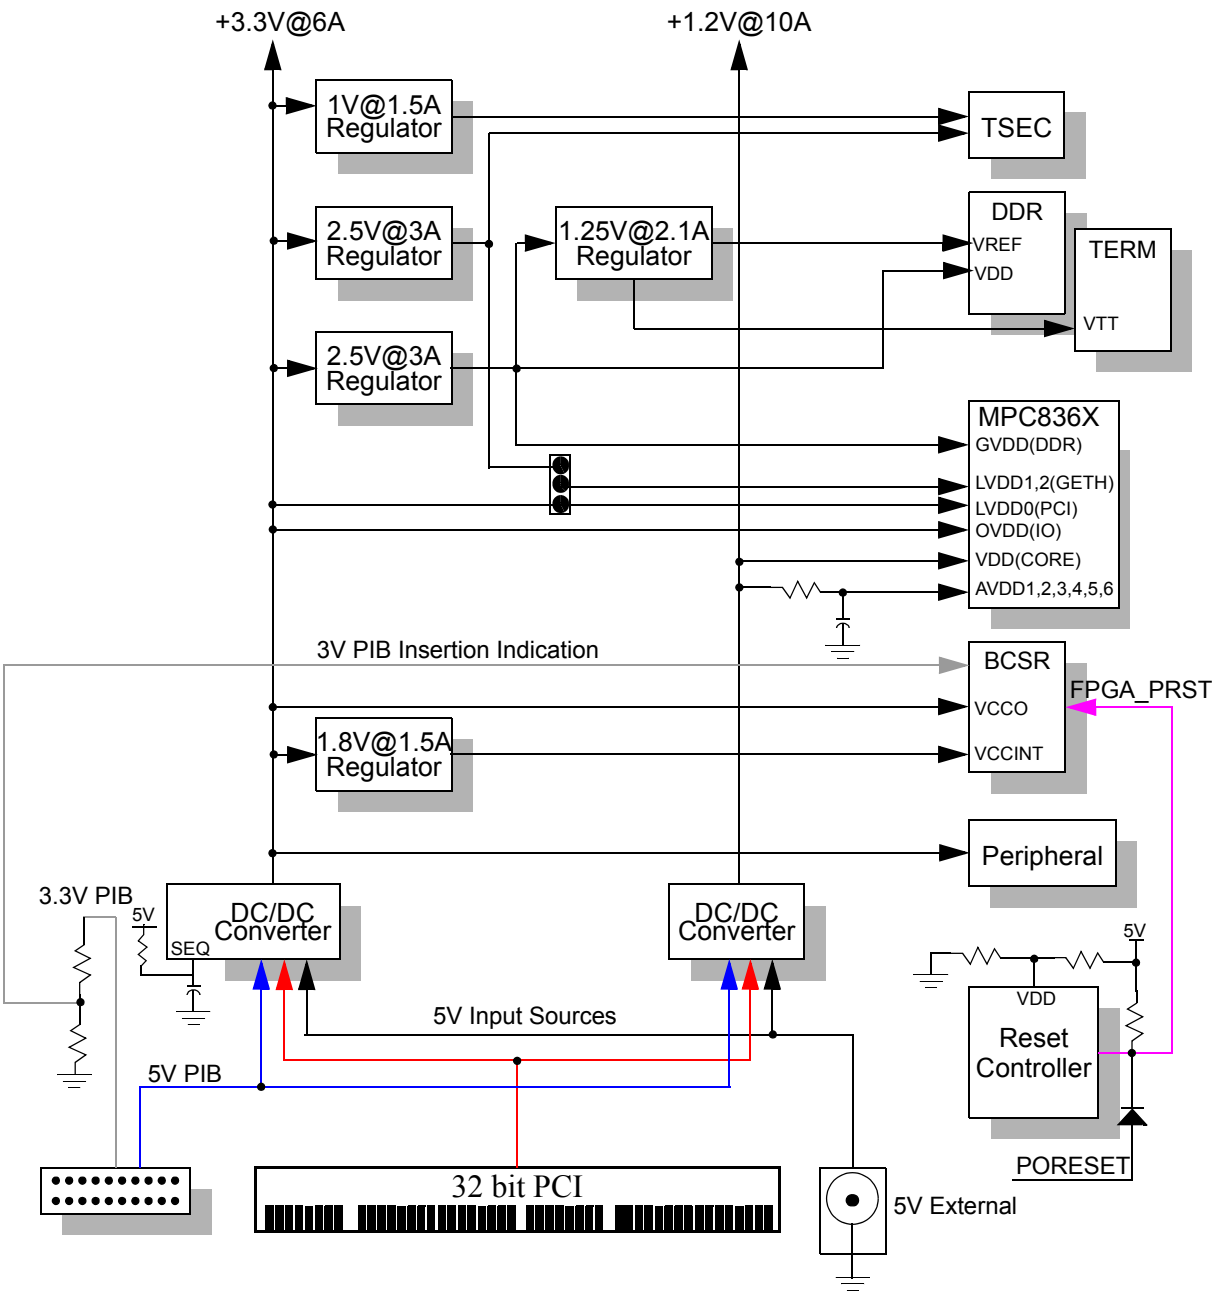 +3.3V@6A
+1.2V@10A
1V@1.5A
Regulator
TSEC
2.5V@3A
Regulator
1.25V@2.1A
Regulator
DDR
VREF
VDD
TERM
VTT
2.5V@3A
Regulator
MPC836X
GVDD(DDR)
LVDD1,2(GETH)
LVDD0(PCI)
OVDD(IO)
VDD(CORE)
AVDD1,2,3,4,5,6
3V PIB Insertion Indication
BCSR
FPGA_PRST
VCCO
1.8V@1.5A
Regulator
VCCINT
Peripheral
3.3V PIB
5V
DC/DC
Converter
SEQ
DC/DC
Converter
5V
VDD
Reset
Controller
5V Input Sources
5V PIB
PORESET
32 bit PCI
5V External